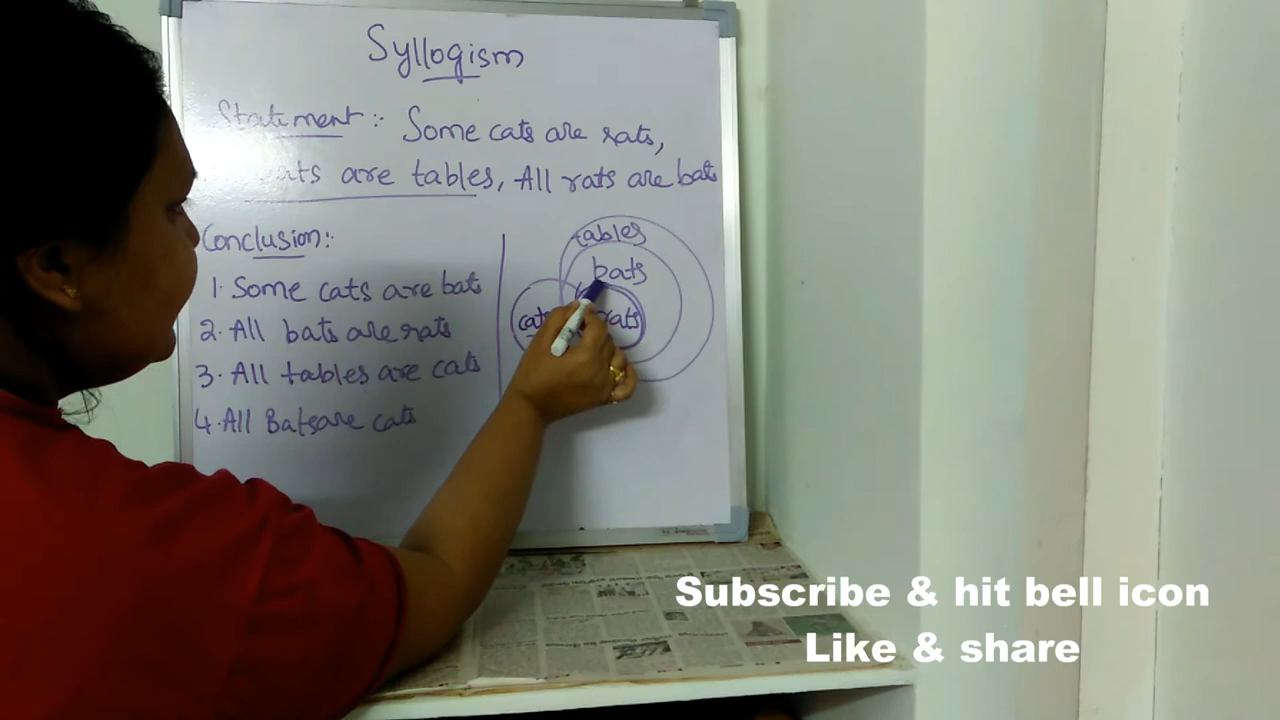 Syllogism
Statement :- Some cats are rats,
are tables, All rats are bats
Conclusion:-
1. Some cats are bats
2. All bats are rats
3. All tables are cats
4. All Bats are cats
tables
bats
cats rats
Subscribe & hit bell icon
Like & share